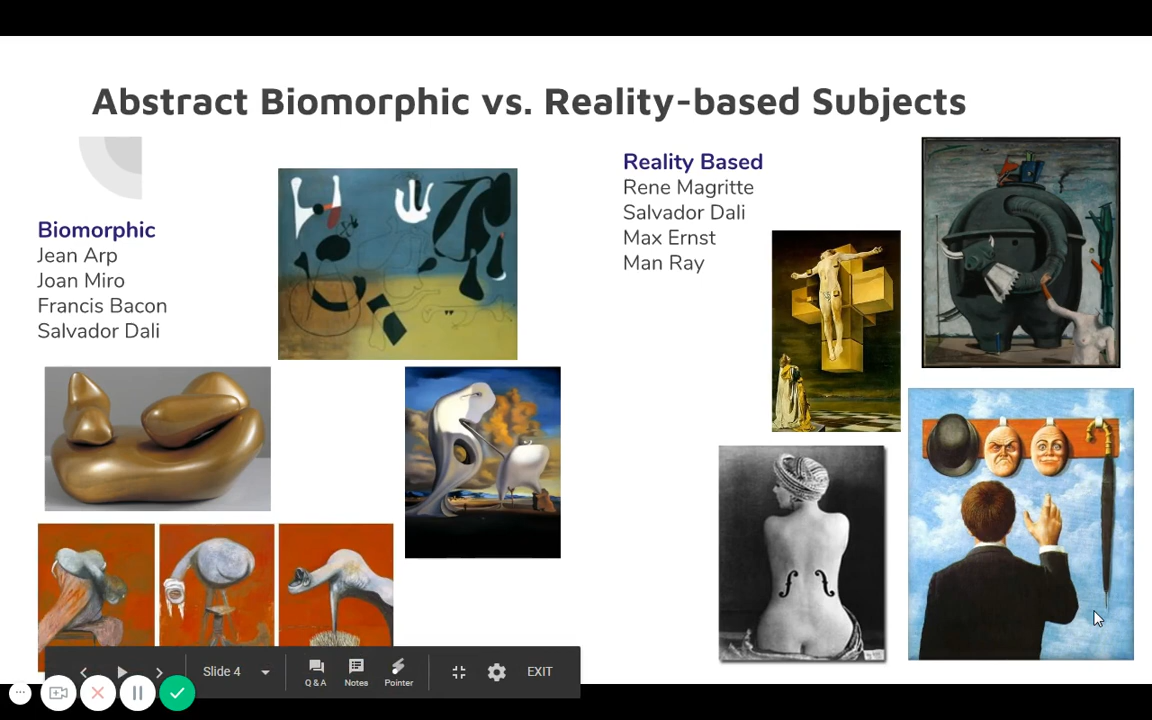 Abstract Biomorphic vs. Reality-based Subjects
Biomorphic
Jean Arp
Joan Miro
Francis Bacon
Salvador Dali
Reality Based
Rene Magritte
Salvador Dali
Max Ernst
Man Ray
Slide 4
Q & A
Notes
Pointer
EXIT